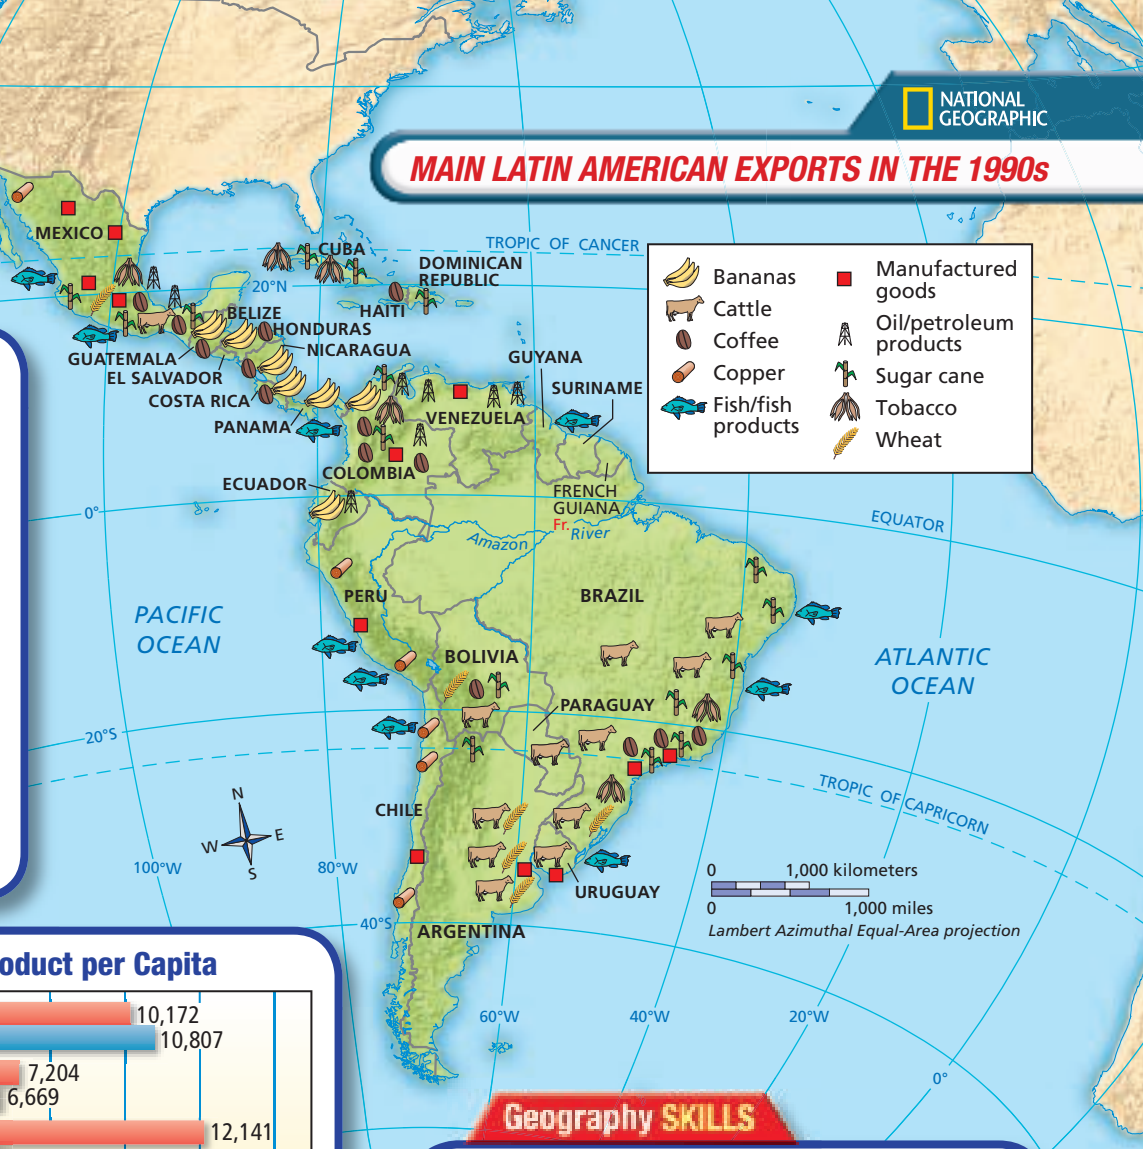 NATIONAL
GEOGRAPHIC
MAIN LATIN AMERICAN EXPORTS IN THE 1990s
MEXICO
TROPIC OF CANCER
CUBA
DOMINICAN
REPUBLIC
20°N
HAITI
BELIZE
HONDURAS
NICARAGUA
GUATEMALA
EL SALVADOR
COSTA RICA
PANAMA
GUYANA
SURINAME
VENEZUELA
COLOMBIA
ECUADOR
FRENCH
GUIANA
Fr.
Bananas
Cattle
Coffee
Copper
Fish/fish
products
Manufactured
goods
Oil/petroleum
products
Sugar cane
Tobacco
Wheat
0°
EQUATOR
Amazon River
PERU
BRAZIL
PACIFIC
OCEAN
BOLIVIA
ATLANTIC
OCEAN
PARAGUAY
20°S
TROPIC OF CAPRICORN
CHILE
N
W E
S
100°W
80°W
URUGUAY
0 1,000 kilometers
0 1,000 miles
Lambert Azimuthal Equal-Area projection
40°S
ARGENTINA
60°W
40°W
20°W
0°
oduct per Capita
10,172
10,807
7,204
6,669
12,141
Geography SKILLS